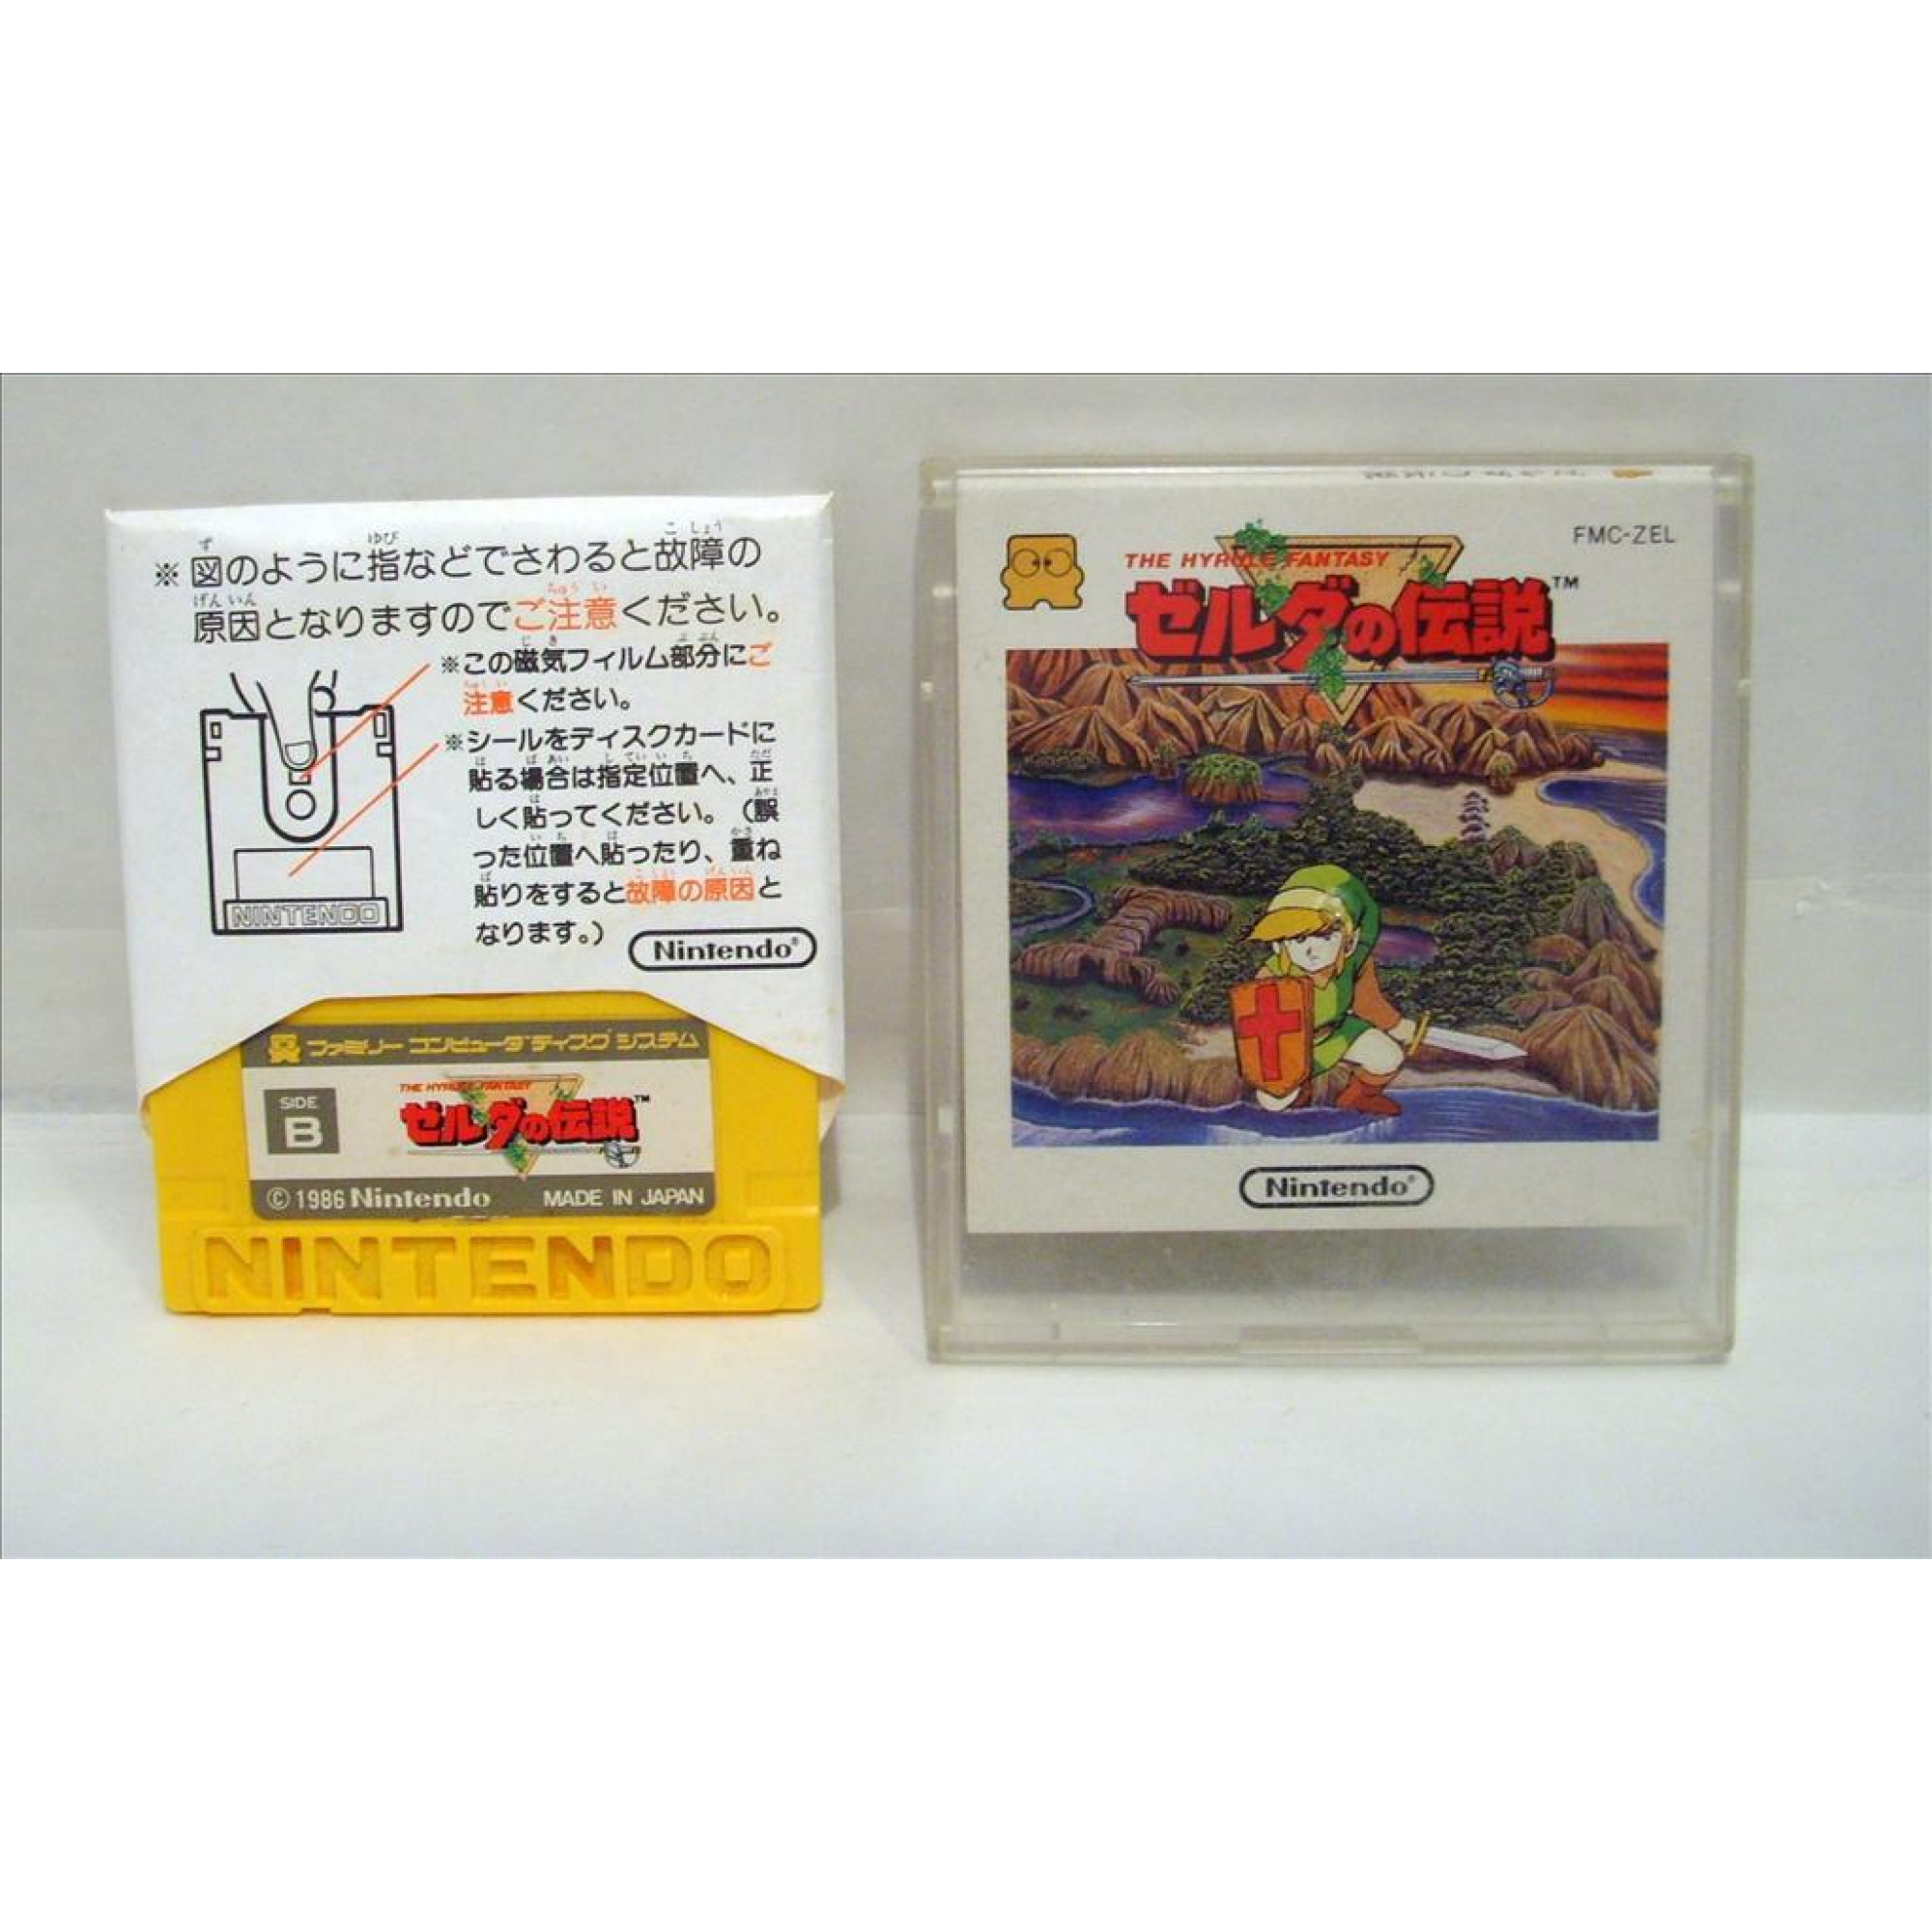 ※図のように指などでさわると故障の
原因となりますのでご注意ください。
※この磁気フィルム部分にご
注意ください。
※シールをディスクカードに
貼る場合は指定位置へ、正
しく貼ってください。(誤
った位置へ貼ったり、重ね
貼りをすると故障の原因と
なります。)
NINTENDO
Nintendo®
ファミリー コンピュータ ディスク システム
SIDE
B
THE HYRULE FANTASY
ゼルダの伝説™
© 1986 Nintendo MADE IN JAPAN
NINTENDO
FMC-ZEL
THE HYRULE FANTASY
ゼルダの伝説™
Nintendo®